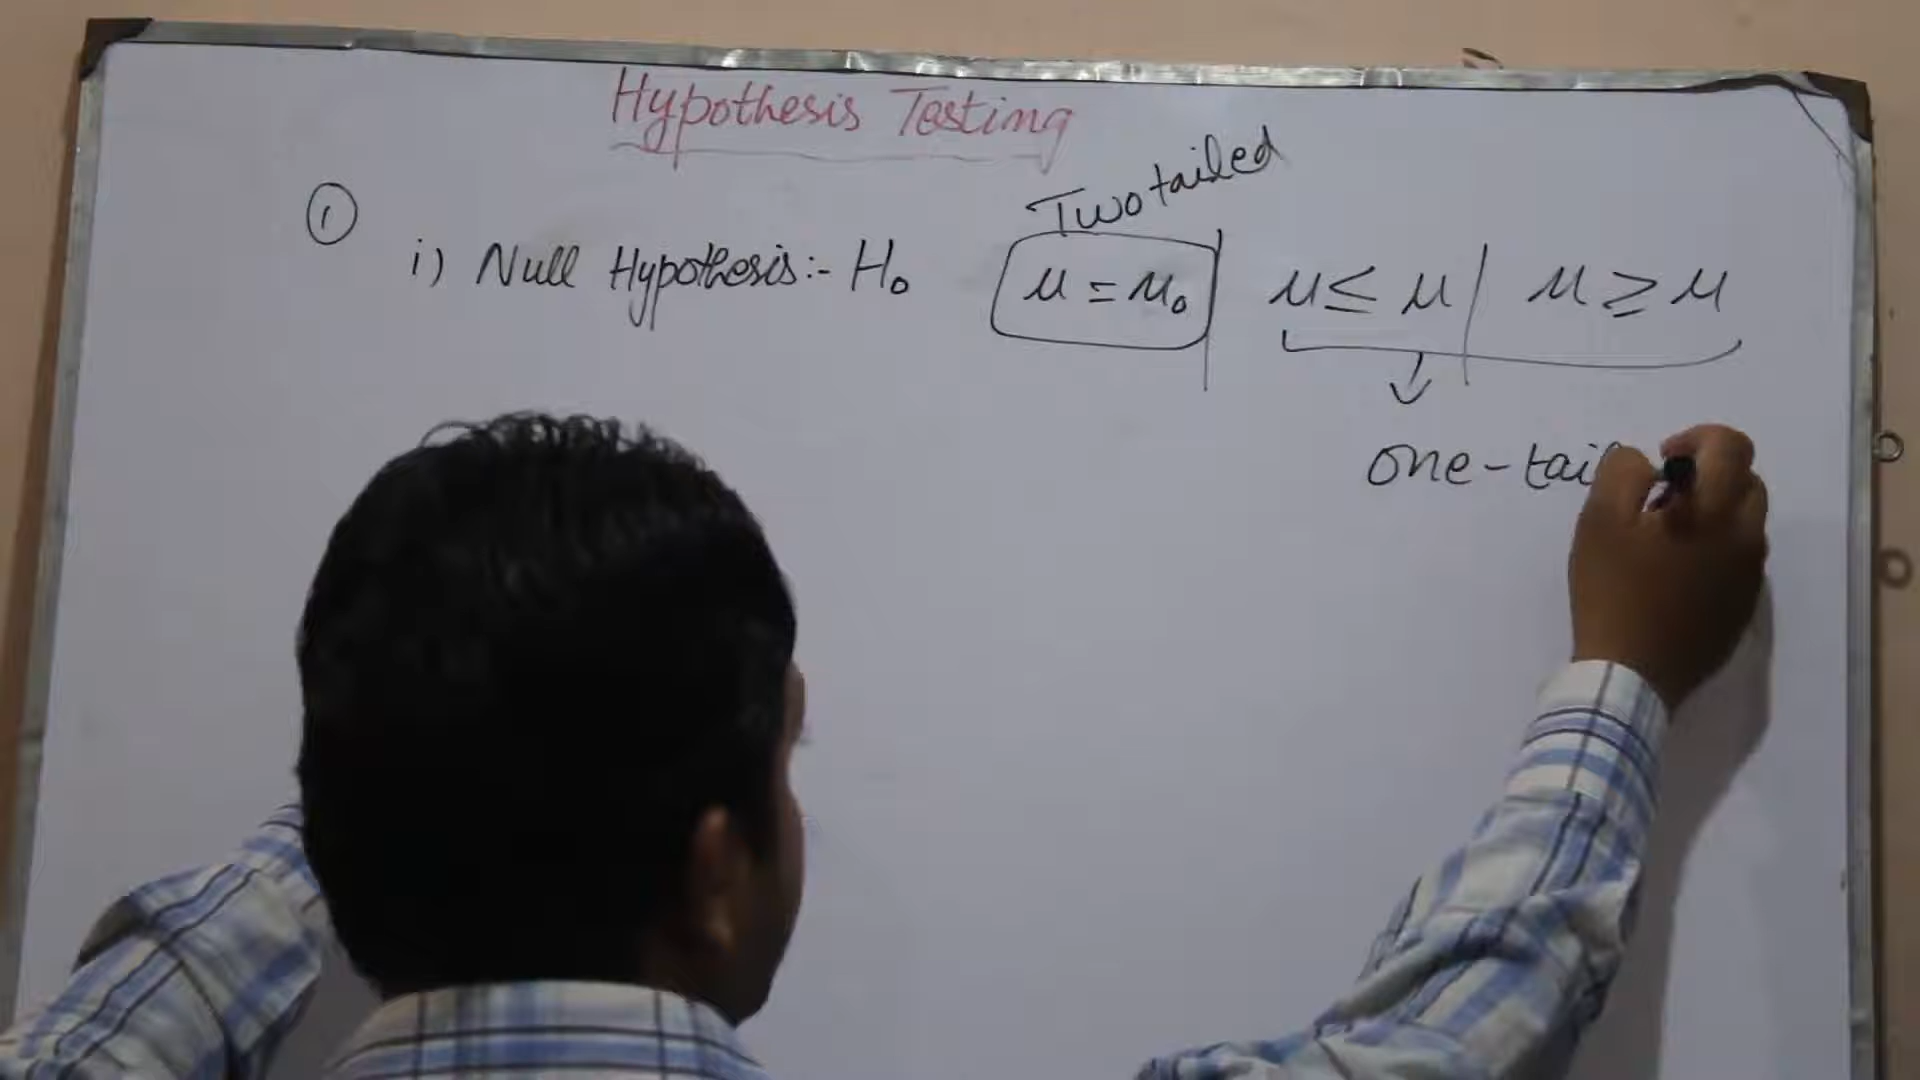 Hypothesis Testing
Two tailed
① i) Null Hypothesis:- H₀ μ = μ₀ | μ ≤ μ | μ ≥ μ
↓
one-tai